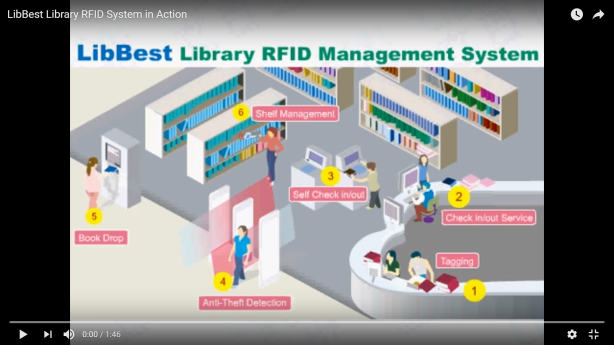 LibBest Library RFID System in Action
LibBest Library RFID Management System
6 Shelf Management
3
Self Check in/out
2
Check in/out Service
5
Book Drop
Tagging
1
4
Anti-Theft Detection
0:00 / 1:46